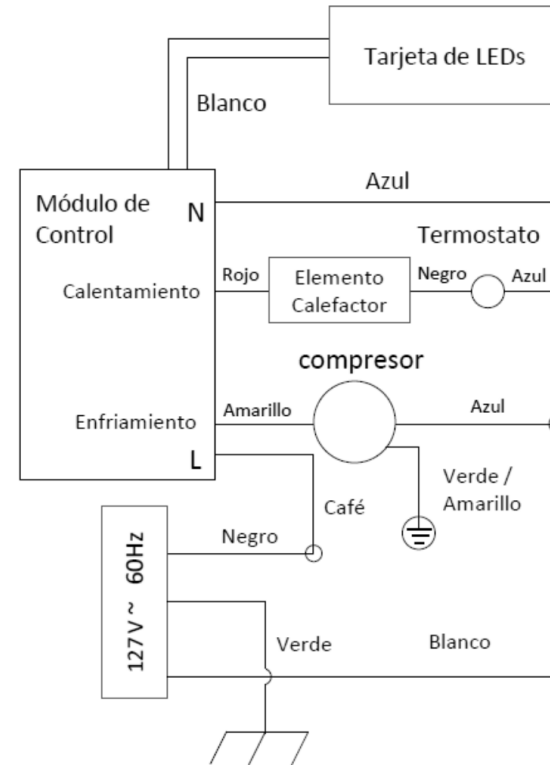 Tarjeta de LEDs
Blanco
Módulo de
Control
N
Azul
Termostato
Calentamiento
Rojo
Elemento
Calefactor
Negro
Azul
compresor
Enfriamiento
Amarillo
Azul
L
Verde /
Amarillo
Café
Negro
127V~ 60Hz
Verde
Blanco